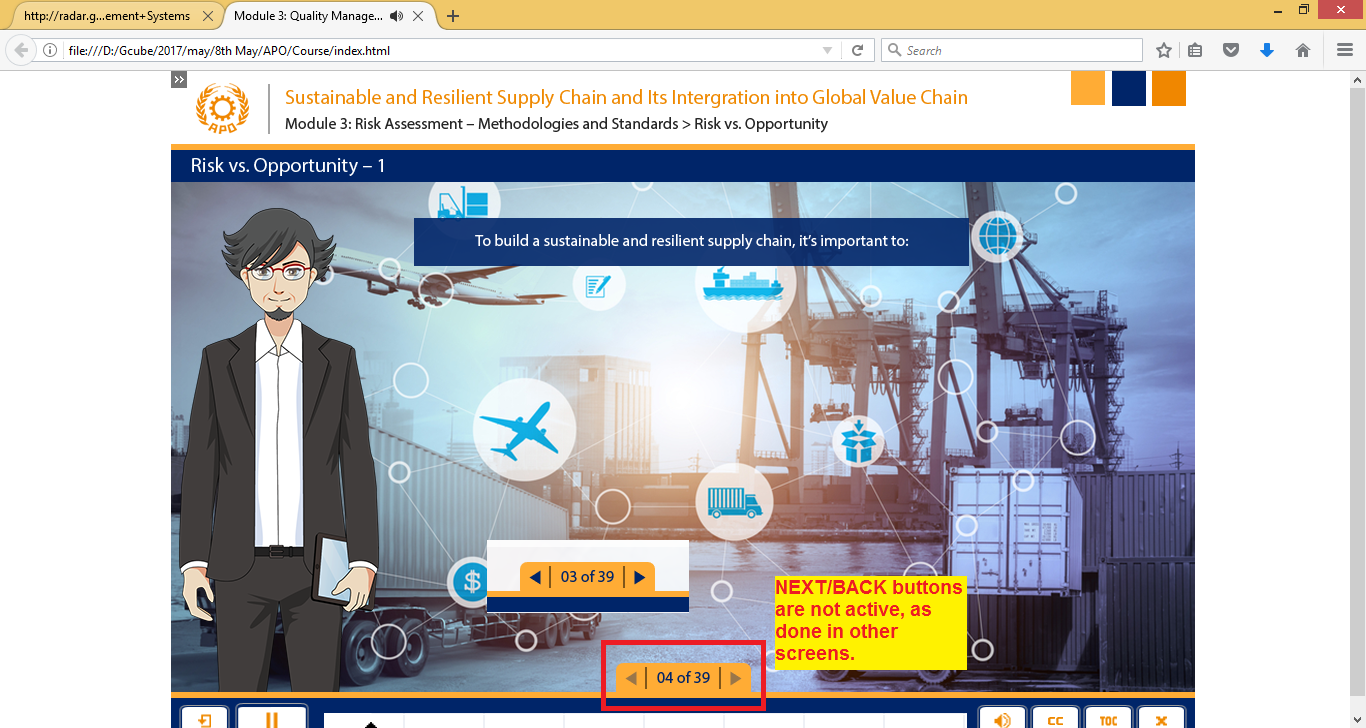 http://radar.g...ement+Systems
Module 3: Quality Manage...
file:///D:/Gcube/2017/may/8th May/APO/Course/index.html
Search
APO
Sustainable and Resilient Supply Chain and Its Intergration into Global Value Chain
Module 3: Risk Assessment – Methodologies and Standards > Risk vs. Opportunity
Risk vs. Opportunity – 1
To build a sustainable and resilient supply chain, it's important to:
$
03 of 39
NEXT/BACK buttons
are not active, as
done in other
screens.
04 of 39
CC
TOC